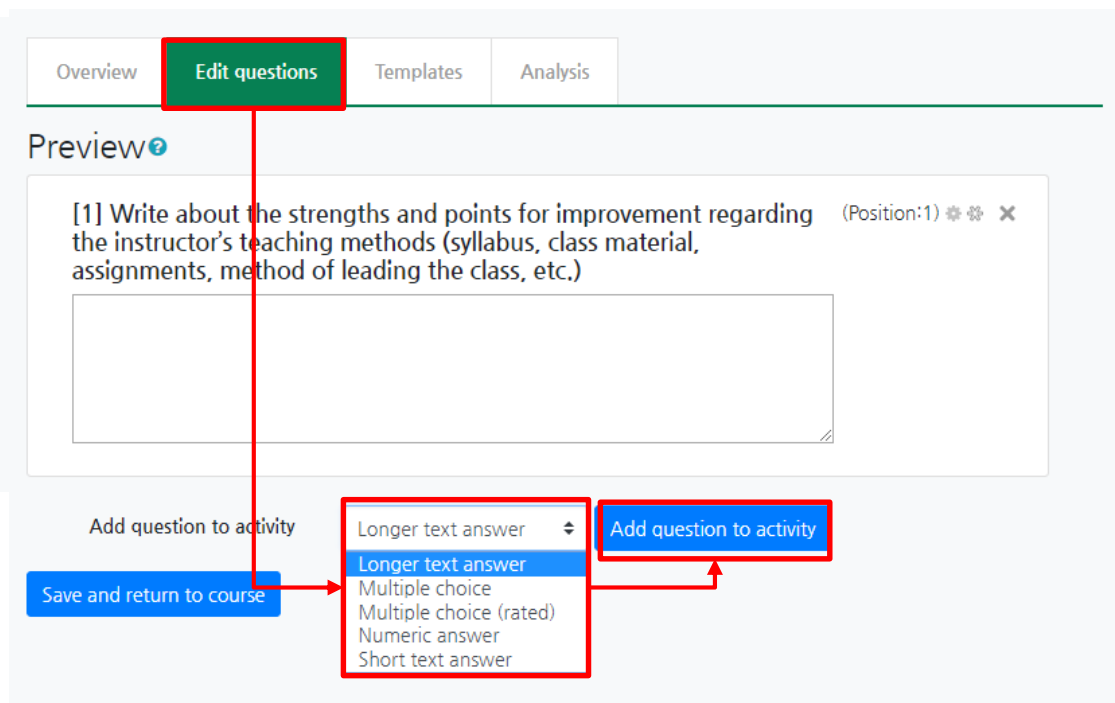 Overview Edit questions Templates Analysis
Preview
[1] Write about the strengths and points for improvement regarding (Position:1)
the instructor's teaching methods (syllabus, class material,
assignments, method of leading the class, etc.)
Add question to activity Longer text answer Add question to activity
Longer text answer
Save and return to course Multiple choice
Multiple choice (rated)
Numeric answer
Short text answer